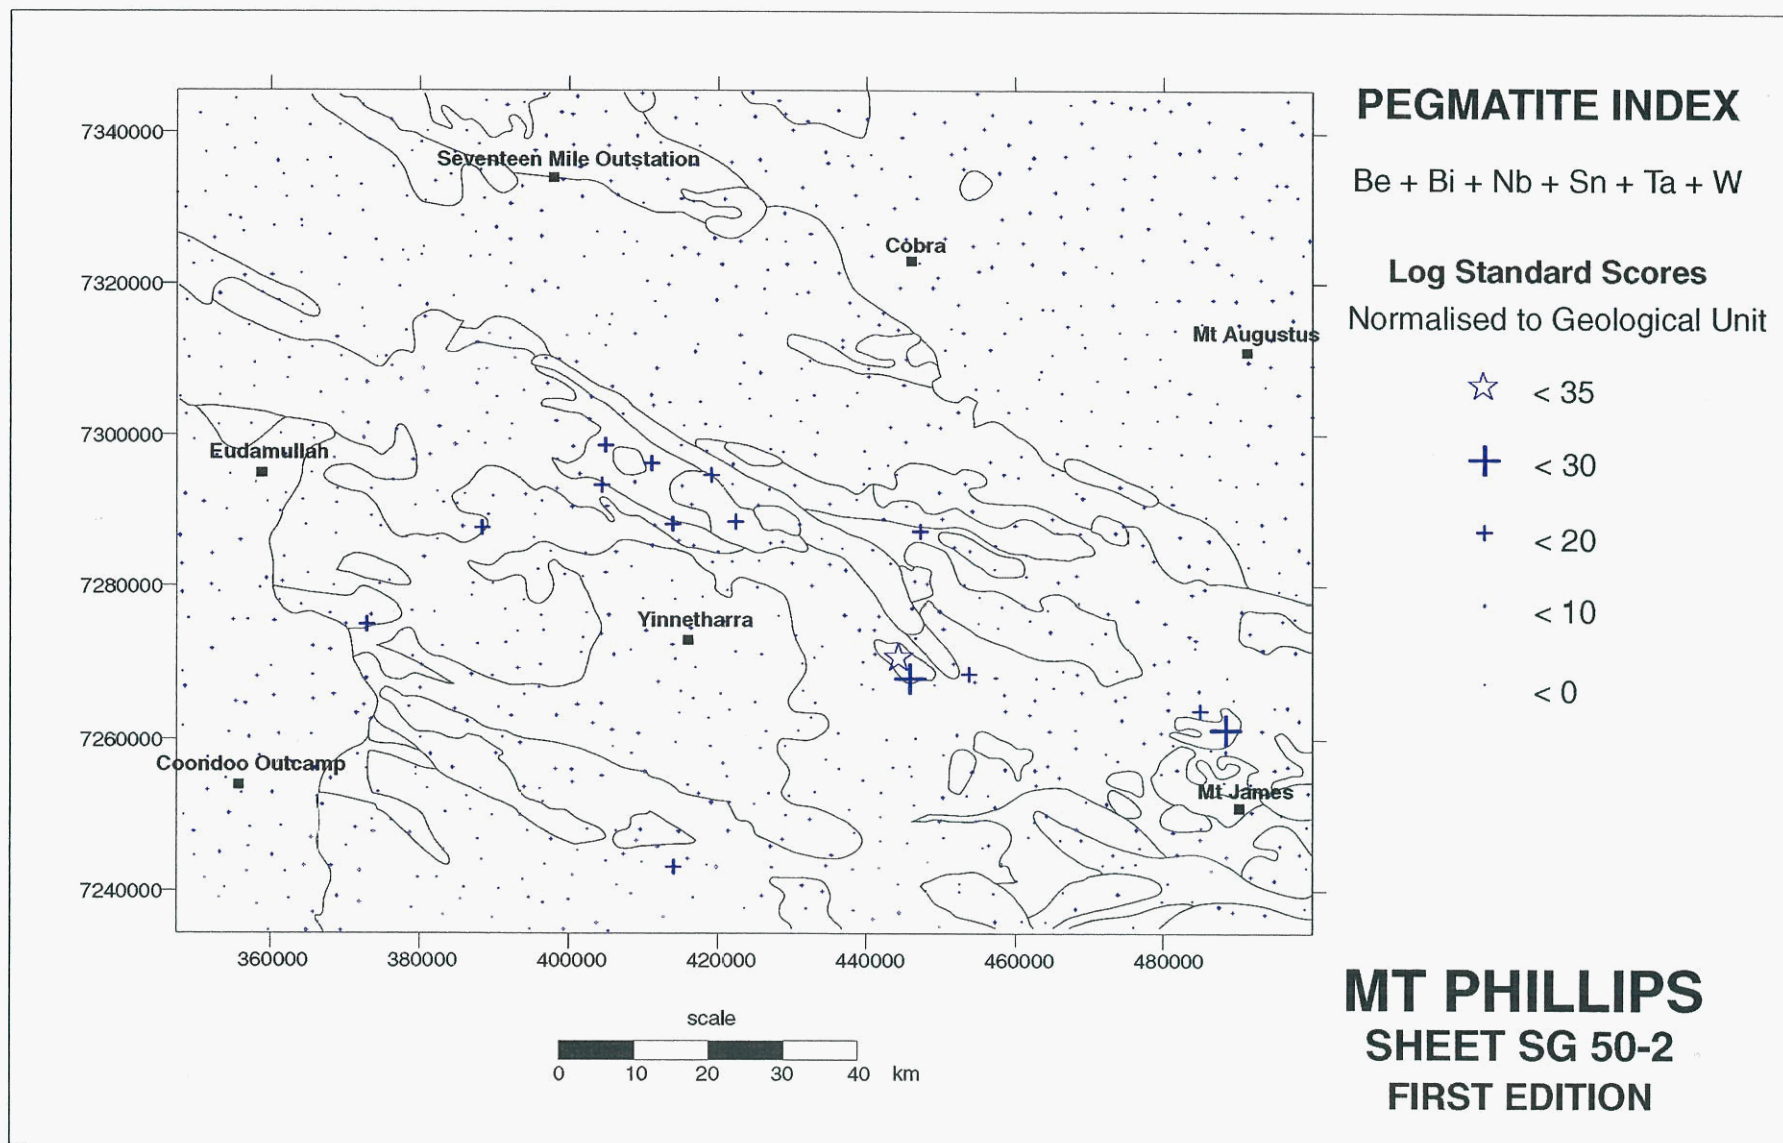 PEGMATITE INDEX
Be + Bi + Nb + Sn + Ta + W
Log Standard Scores
Normalised to Geological Unit
< 35
< 30
< 20
< 10
< 0
7340000
7320000
7300000
7280000
7260000
7240000
Seventeen Mile Outstation
Cobra
Mt Augustus
Eudamullah
Yinnetharra
Coondoo Outcamp
Mt James
360000 380000 400000 420000 440000 460000 480000
scale
0 10 20 30 40 km
MT PHILLIPS
SHEET SG 50-2
FIRST EDITION